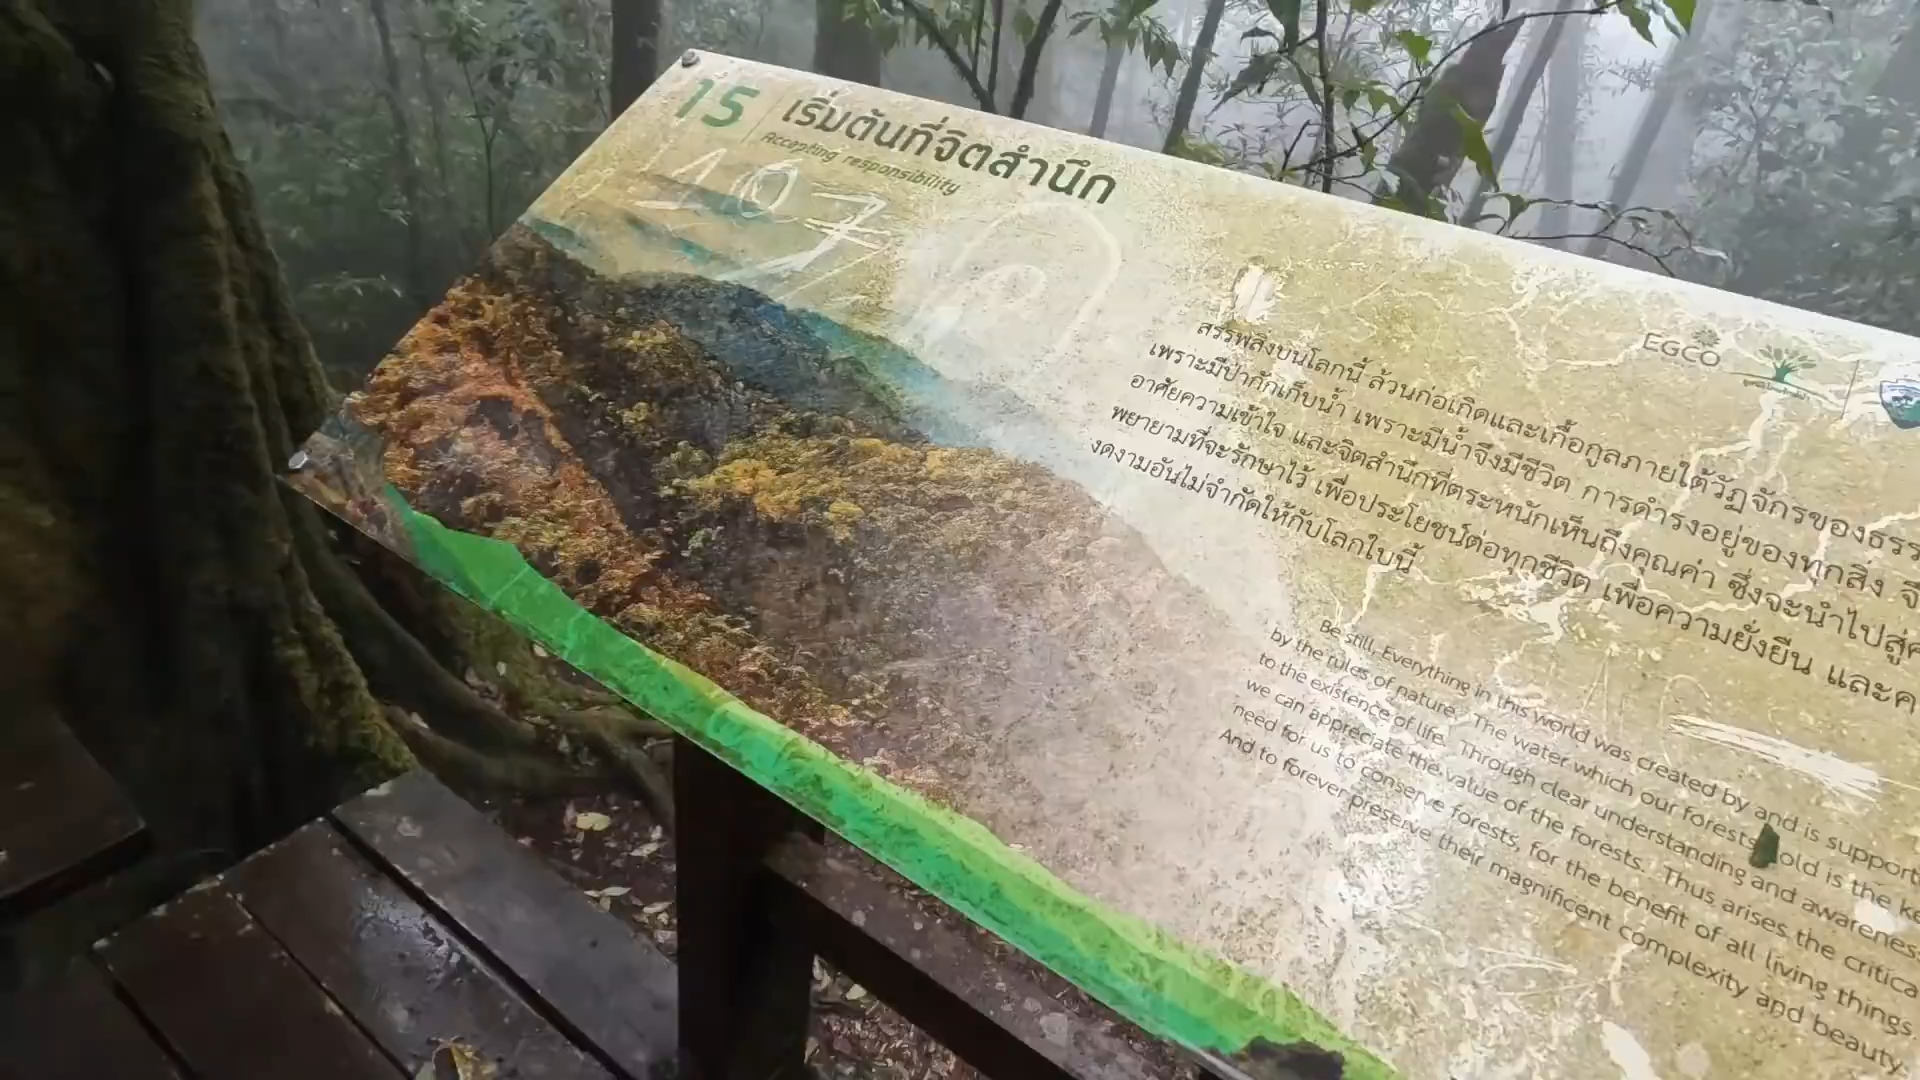 15
เริ่มต้นที่จิตสำนึก
Accepting responsibility
107
EGCO
สรรพสิ่งบนโลกนี้ ล้วนก่อเกิดและเกื้อกูลภายใต้วัฏจักรของธรร
เพราะมีป่ากักเก็บน้ำ เพราะมีน้ำจึงมีชีวิต การดำรงอยู่ของทุกสิ่ง จึ
อาศัยความเข้าใจ และจิตสำนึกที่ตระหนักเห็นถึงคุณค่า ซึ่งจะนำไปสู่ค
พยายามที่จะรักษาไว้ เพื่อประโยชน์ต่อทุกชีวิต เพื่อความยั่งยืน และค
งดงามอันไม่จำกัดให้กับโลกใบนี้
Be still, Everything in this world was created by and is support
by the rules of nature. The water which our forests old is the ke
to the existence of life. Through clear understanding and awareness
we can appreciate the value of the forests. Thus arises the critica
need for us to conserve forests, for the benefit of all living things.
And to forever preserve their magnificent complexity and beauty.